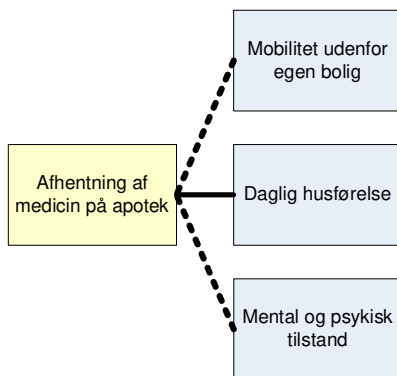 Mobilitet udenfor
egen bolig
Afhentning af
medicin på apotek
Daglig husførelse
Mental og psykisk
tilstand